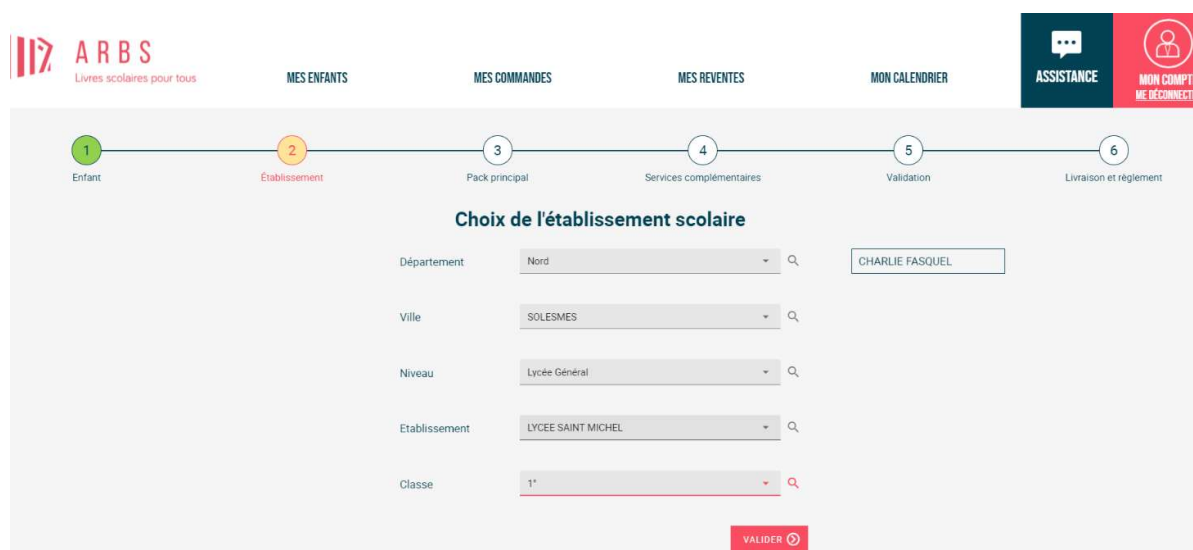 ARBS
Livres scolaires pour tous
MES ENFANTS
MES COMMANDES
MES REVENTES
MON CALENDRIER
ASSISTANCE
MON COMPT
ME DÉCONNECT
1
2
3
4
5
6
Enfant
Établissement
Pack principal
Services complémentaires
Validation
Livraison et règlement
Choix de l'établissement scolaire
Département
Nord
CHARLIE FASQUEL
Ville
SOLESMES
Niveau
Lycée Général
Etablissement
LYCEE SAINT MICHEL
Classe
1°
VALIDER